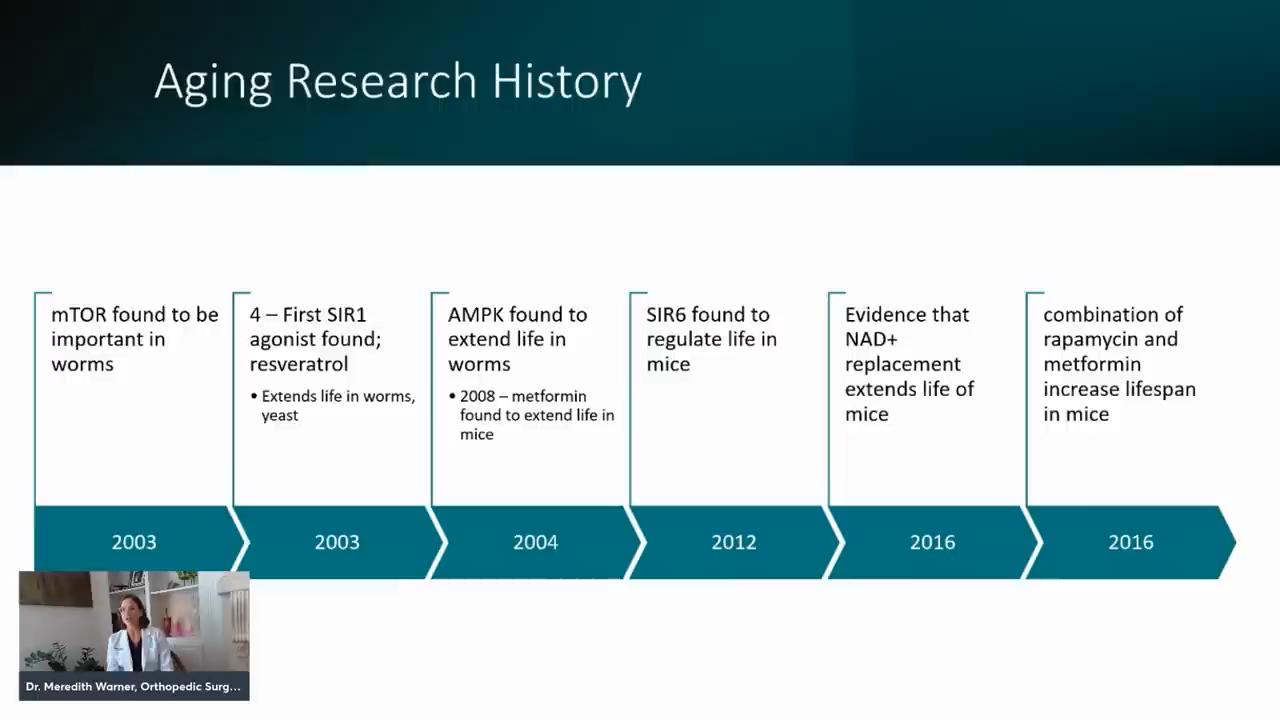 Aging Research History
mTOR found to be
important in
worms
4 – First SIR1
agonist found;
resveratrol
• Extends life in worms,
yeast
AMPK found to
extend life in
worms
• 2008 – metformin
found to extend life in
mice
SIR6 found to
regulate life in
mice
Evidence that
NAD+
replacement
extends life of
mice
combination of
rapamycin and
metformin
increase lifespan
in mice
2003
2003
2004
2012
2016
2016
Dr. Meredith Warner, Orthopedic Surg...